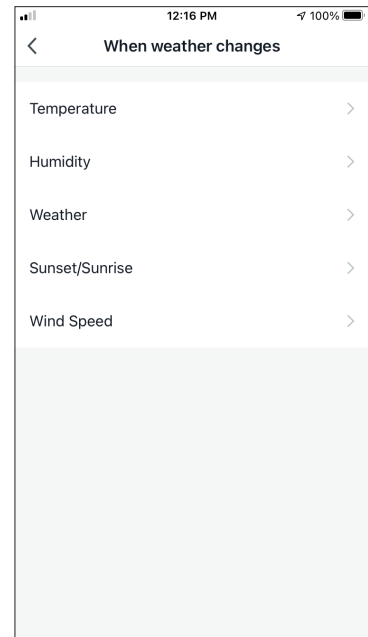 12:16 PM 100%
When weather changes
Temperature
Humidity
Weather
Sunset/Sunrise
Wind Speed